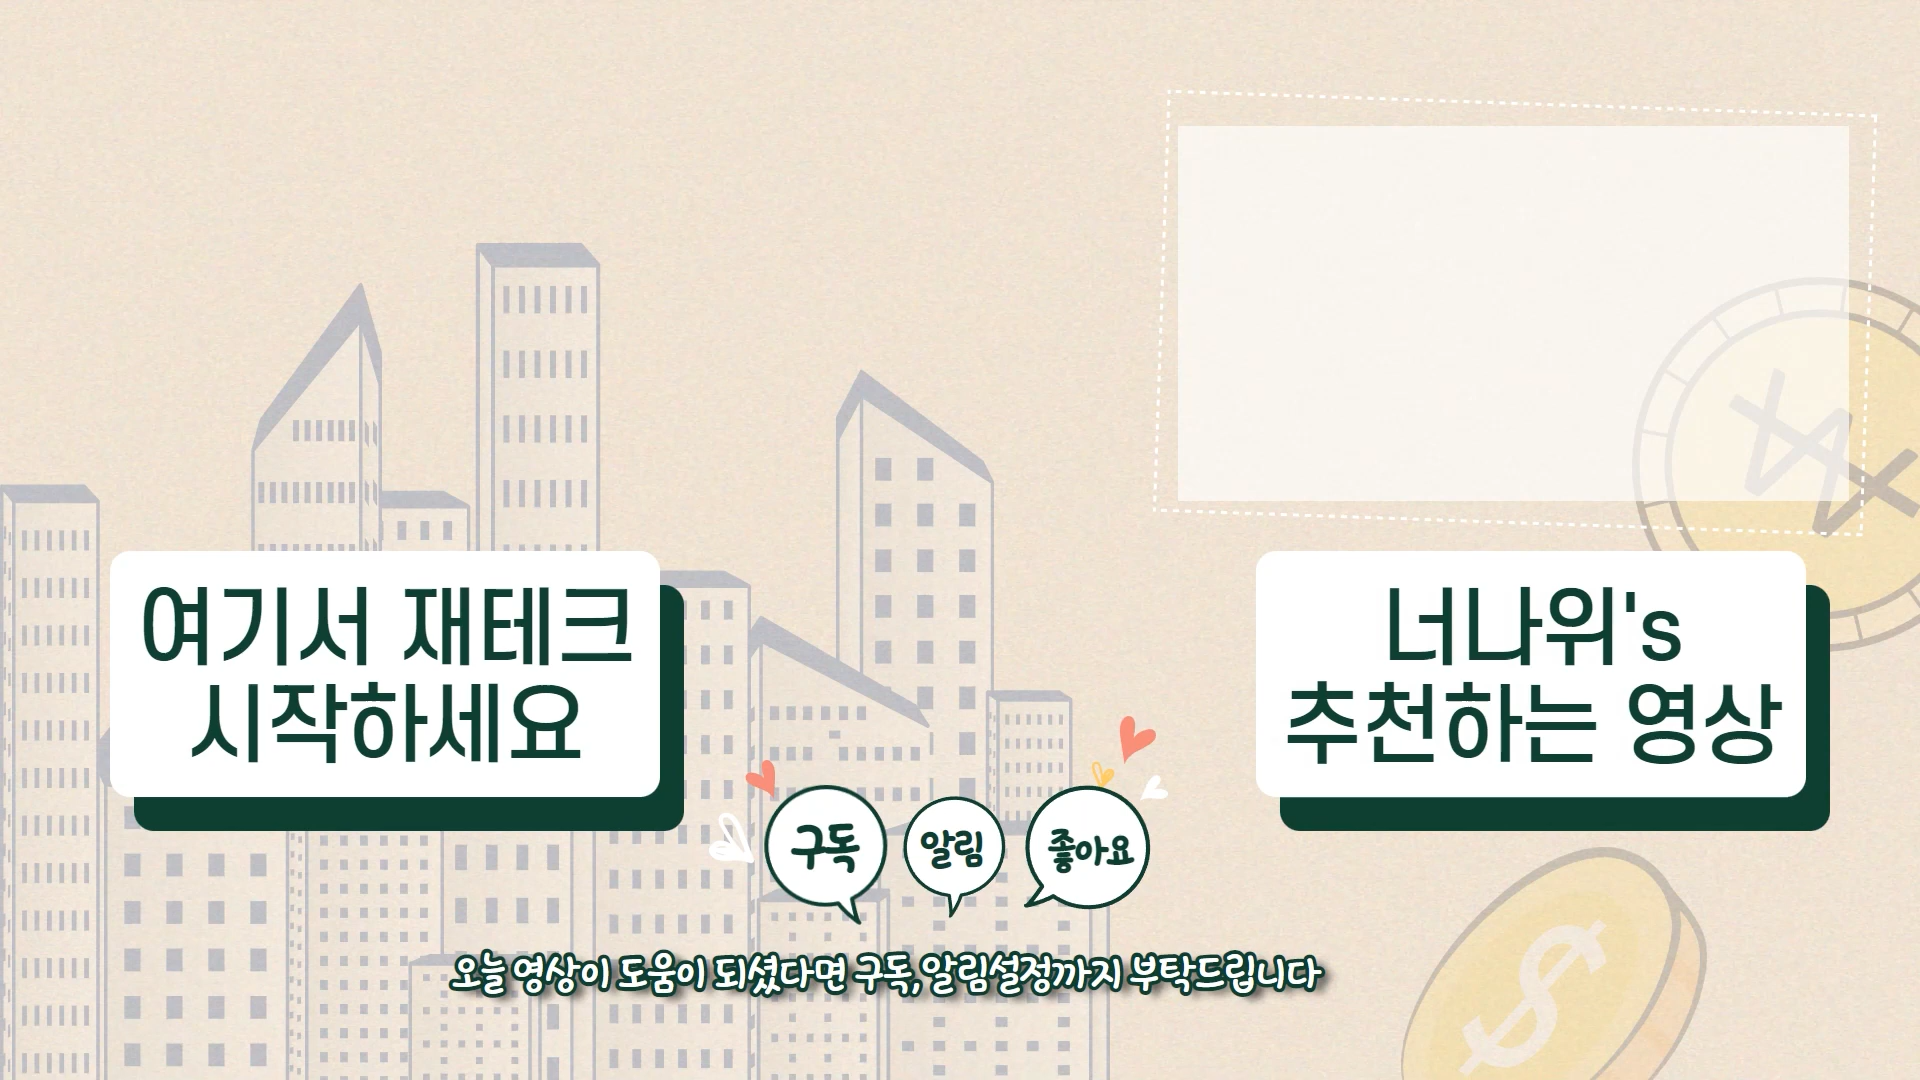 여기서 재테크
시작하세요
너나위's
추천하는 영상
구독
알림
좋아요
오늘 영상이 도움이 되셨다면 구독, 알림설정까지 부탁드립니다